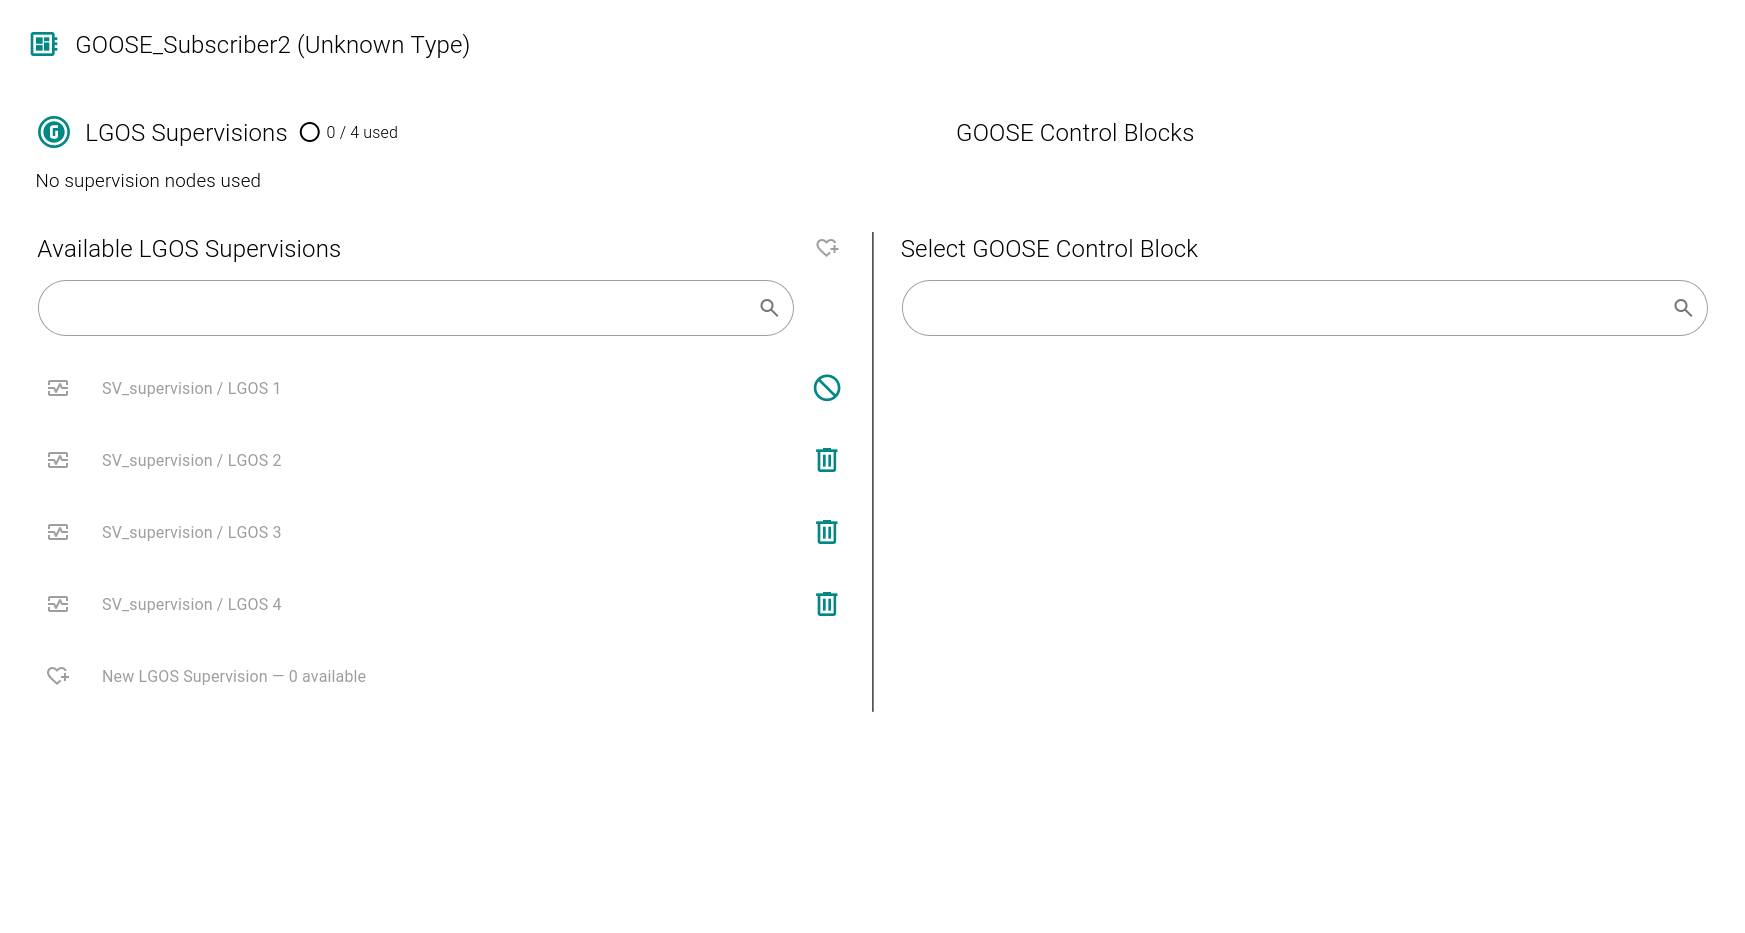 GOOSE_Subscriber2 (Unknown Type)
G LGOS Supervisions 0 / 4 used
GOOSE Control Blocks
No supervision nodes used
Available LGOS Supervisions
SV_supervision / LGOS 1
SV_supervision / LGOS 2
SV_supervision / LGOS 3
SV_supervision / LGOS 4
New LGOS Supervision — 0 available
Select GOOSE Control Block